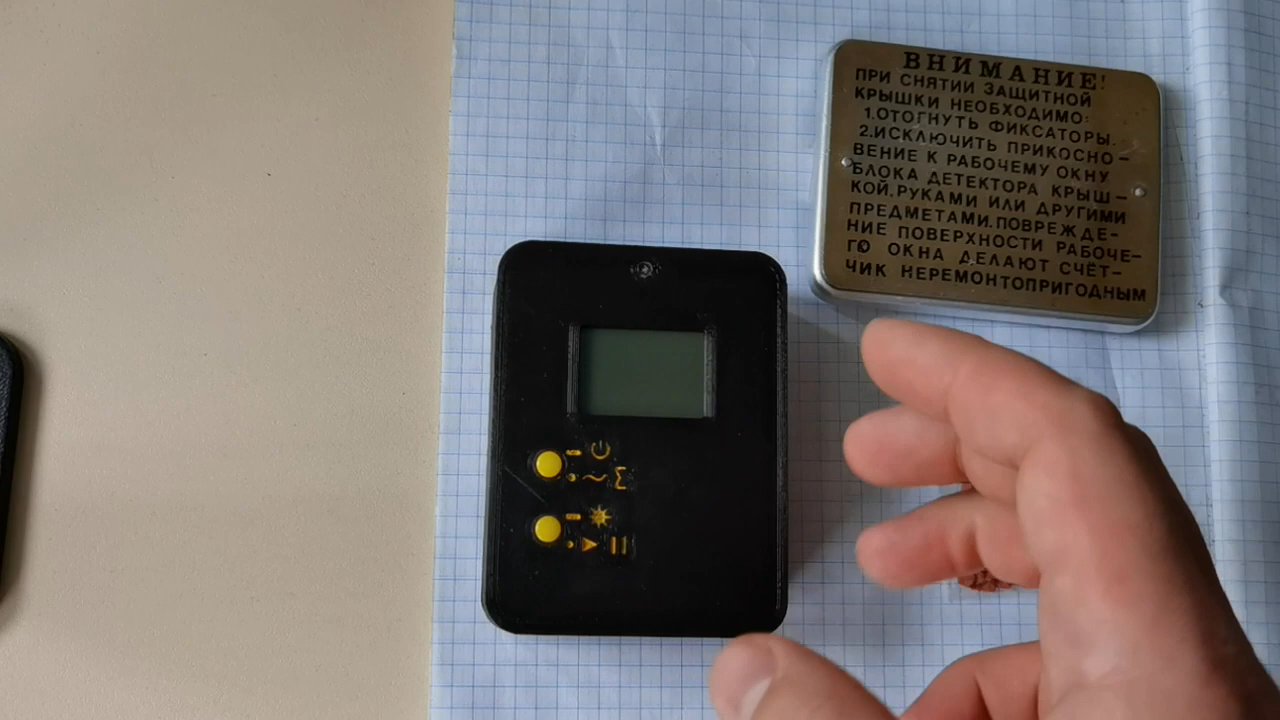 ВНИМАНИЕ!
ПРИ СНЯТИИ ЗАЩИТНОЙ
КРЫШКИ НЕОБХОДИМО:
1.ОТОГНУТЬ ФИКСАТОРЫ.
2.ИСКЛЮЧИТЬ ПРИКОСНО–
ВЕНИЕ К РАБОЧЕМУ ОКНУ
БЛОКА ДЕТЕКТОРА КРЫШ–
КОЙ.РУКАМИ ИЛИ ДРУГИМИ
ПРЕДМЕТАМИ.ПОВРЕЖДЕ–
НИЕ ПОВЕРХНОСТИ РАБОЧЕ–
ГО ОКНА ДЕЛАЮТ СЧЁТ–
ЧИК НЕРЕМОНТОПРИГОДНЫМ